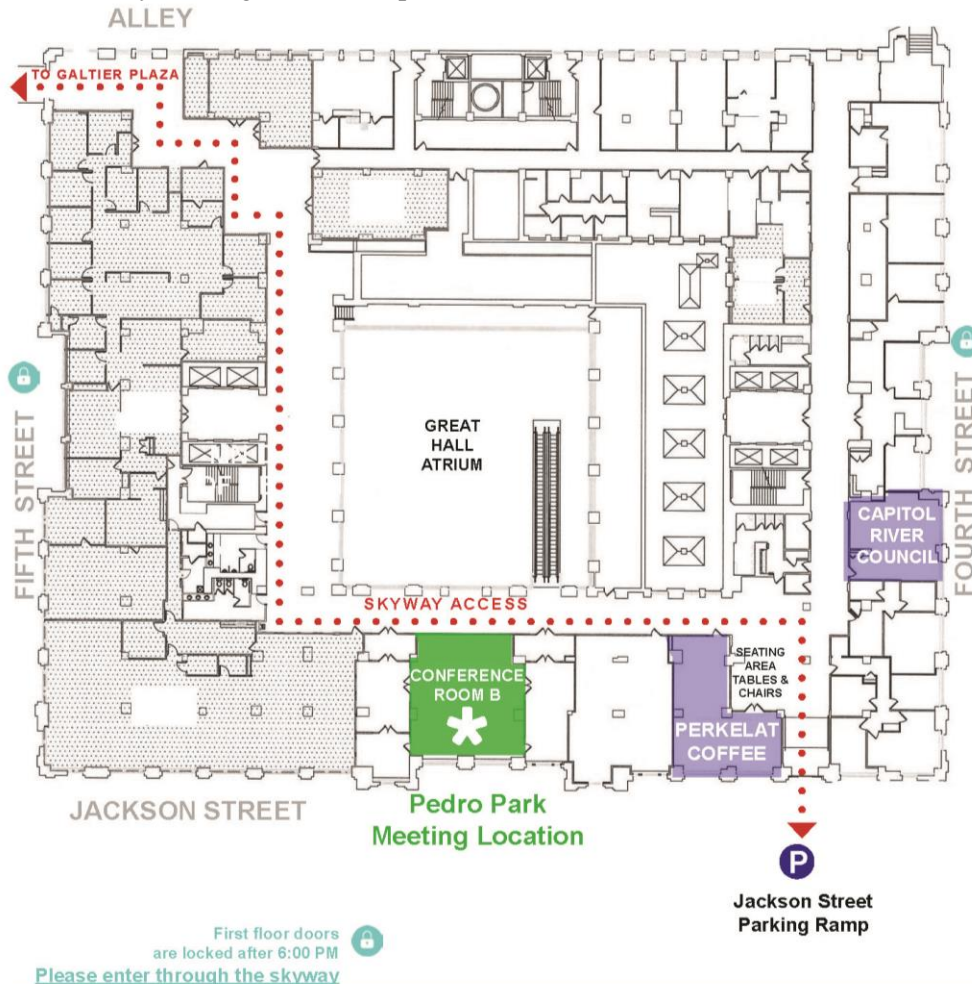 ALLEY
TO GALTIER PLAZA
GREAT
HALL
ATRIUM
FIFTH STREET
FOURTH STREET
CAPITOL
RIVER
COUNCIL
SKYWAY ACCESS
CONFERENCE
ROOM B
SEATING
AREA
TABLES &
CHAIRS
PERKELAT
COFFEE
JACKSON STREET
Pedro Park
Meeting Location
P
Jackson Street
Parking Ramp
First floor doors
are locked after 6:00 PM
Please enter through the skyway